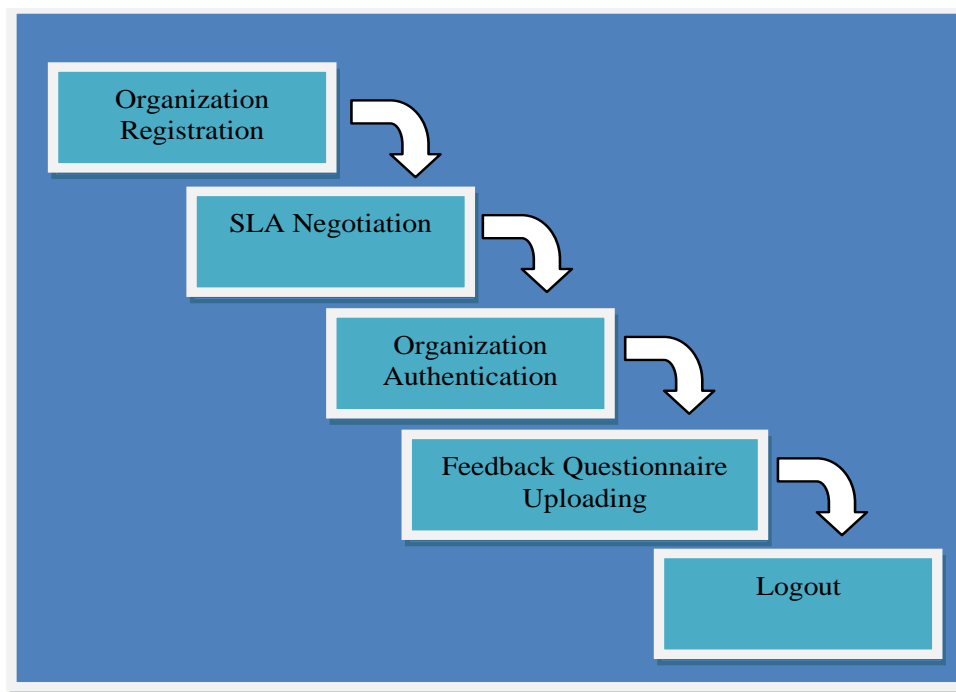 Organization
Registration
SLA Negotiation
Organization
Authentication
Feedback Questionnaire
Uploading
Logout